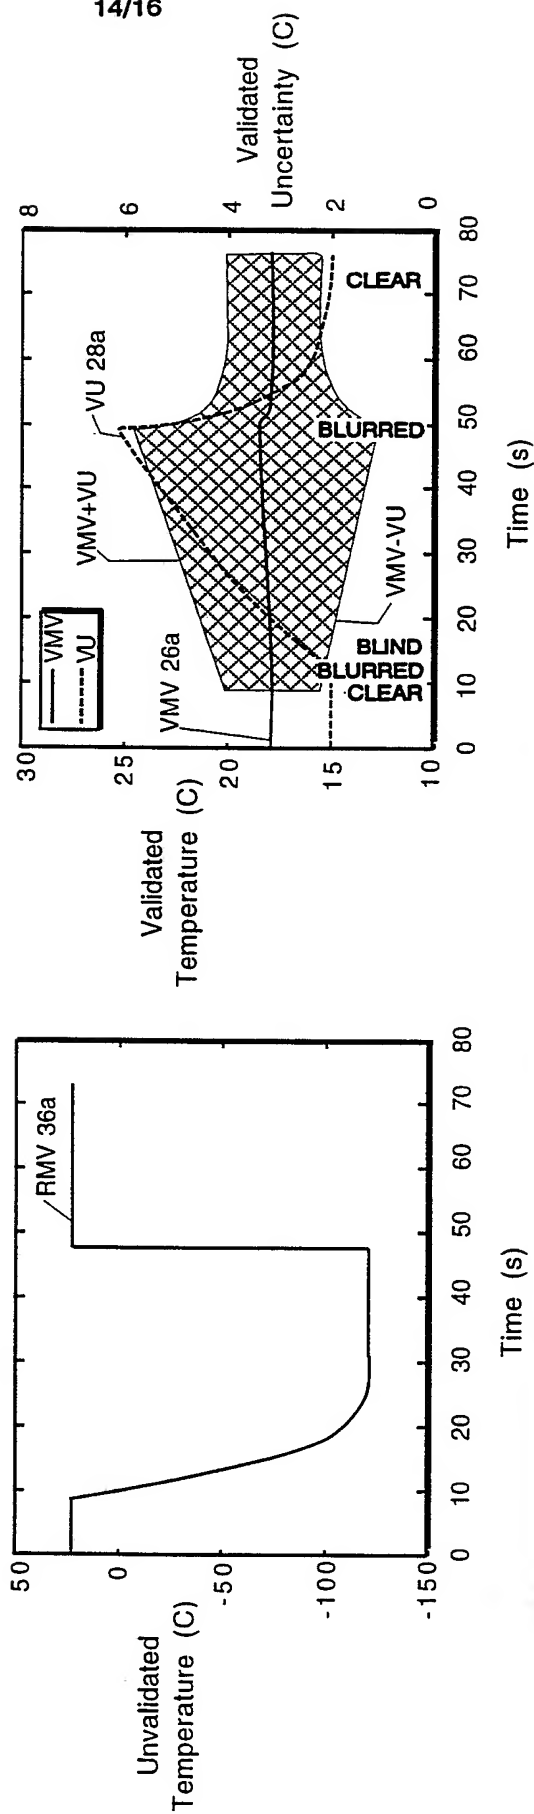 14/16
Unvalidated
Temperature (C)
50
0
-50
-100
-150
RMV 36a
0 10 20 30 40 50 60 70 80
Time (s)
Validated
Temperature (C)
30
25
20
15
10
VMV
VU
VMV 26a
VMV+VU
VU 28a
VMV-VU
BLIND
BLURRED
CLEAR
BLURRED
CLEAR
0 10 20 30 40 50 60 70 80
Time (s)
8
6
4
2
0
Validated
Uncertainty (C)